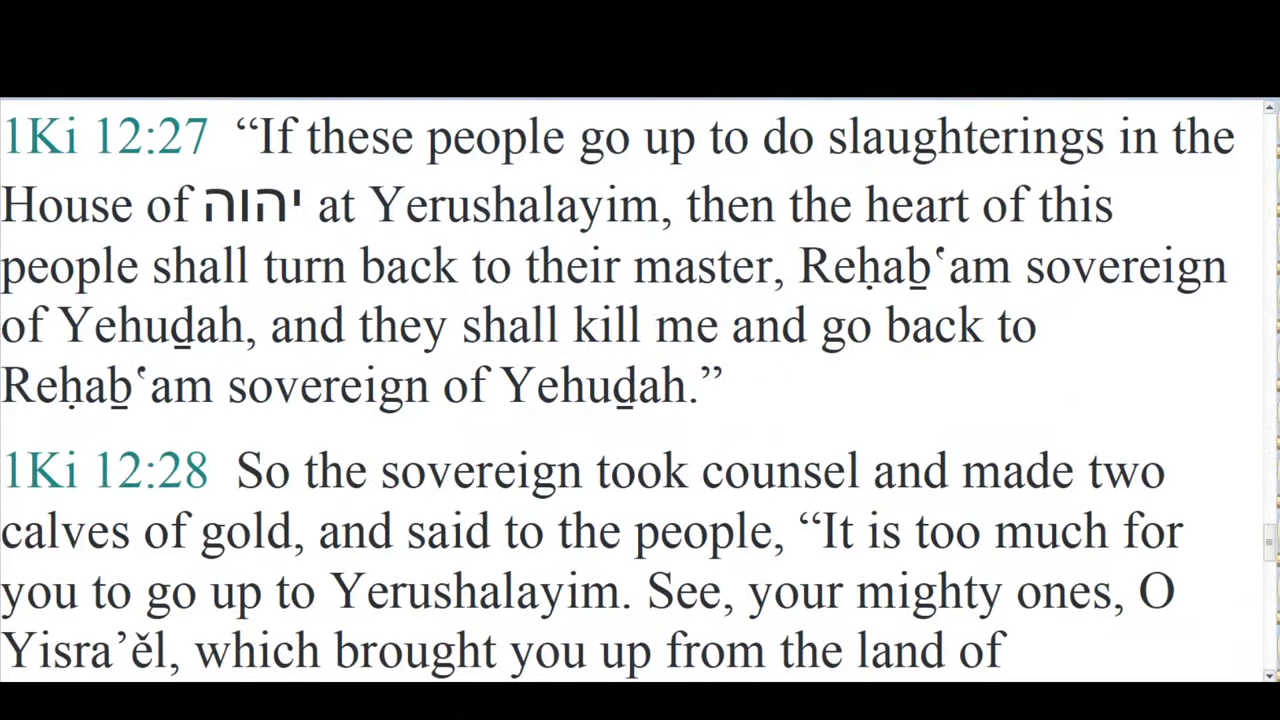 1Ki 12:27 “If these people go up to do slaughterings in the
House of יהוה at Yerushalayim, then the heart of this
people shall turn back to their master, Reḥaḇ‛am sovereign
of Yehuḏah, and they shall kill me and go back to
Reḥaḇ‛am sovereign of Yehuḏah.”
1Ki 12:28 So the sovereign took counsel and made two
calves of gold, and said to the people, “It is too much for
you to go up to Yerushalayim. See, your mighty ones, O
Yisra’ěl, which brought you up from the land of